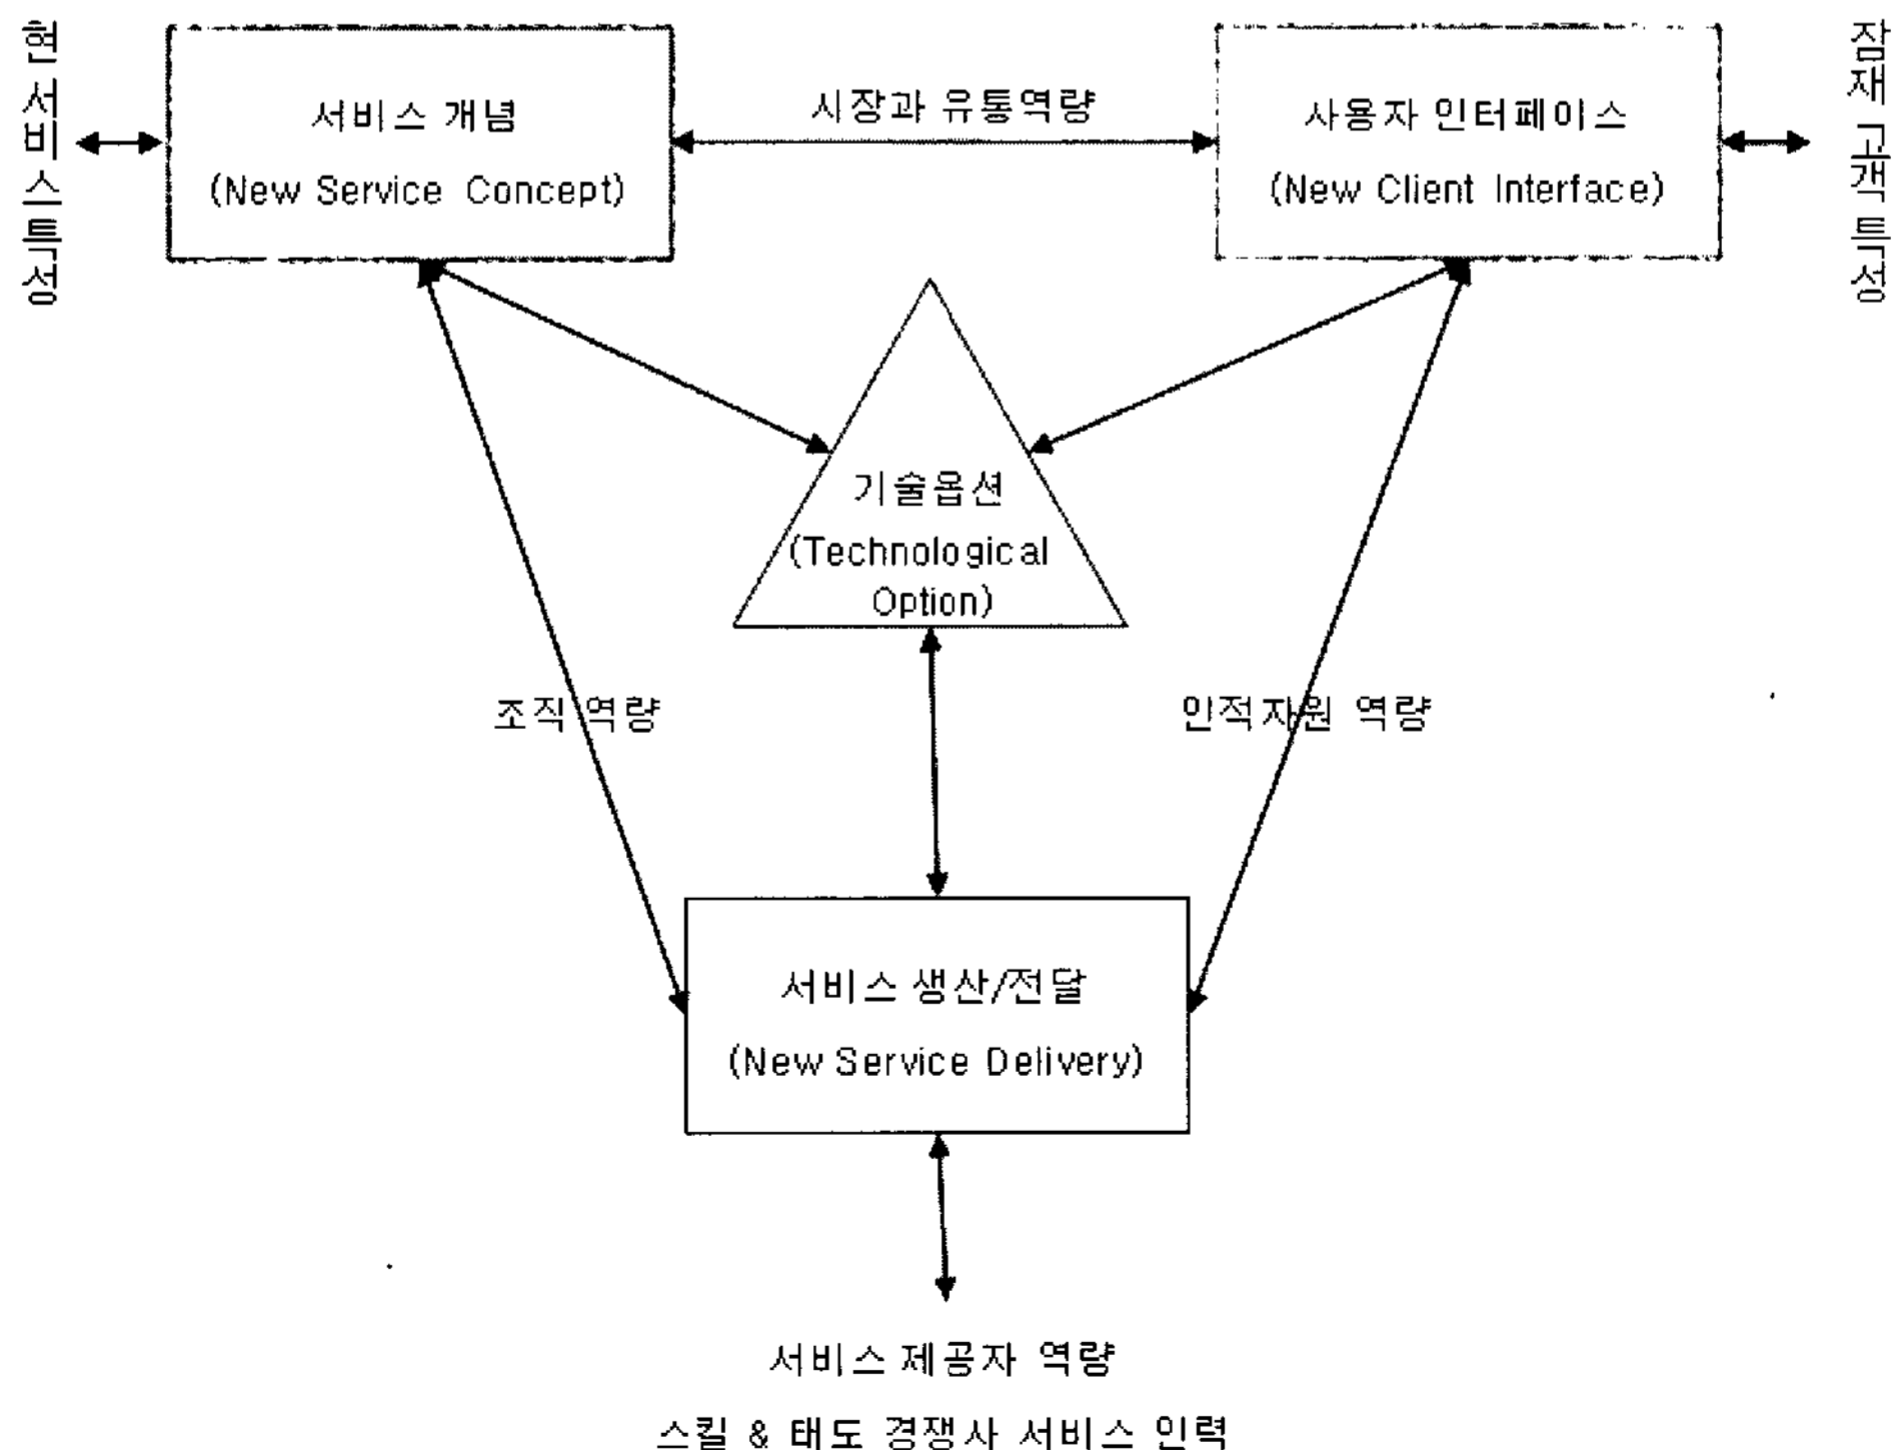 현 서비스 특성
서비스 개념
(New Service Concept)
시장과 유통역량
사용자 인터페이스
(New Client Interface)
잠재 고객 특성
기술옵션
(Technological
Option)
조직 역량
인적자원 역량
서비스 생산/전달
(New Service Delivery)
서비스 제공자 역량
스킬 & 태도 경쟁사 서비스 인력